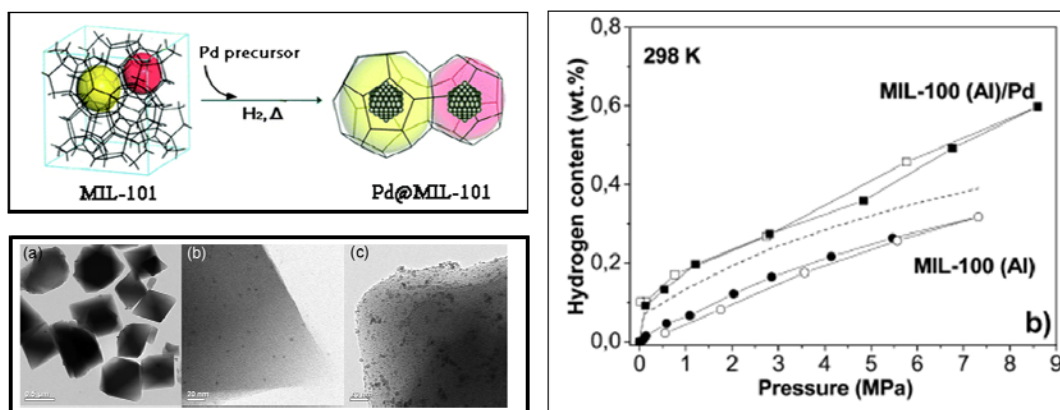 Pd precursor
H₂, Δ
MIL-101
Pd@MIL-101
(a)
(b)
(c)
20 nm
298 K
MIL-100 (Al)/Pd
MIL-100 (Al)
b)
Hydrogen content (wt.%)
0,8
0,6
0,4
0,2
0,0
0 1 2 3 4 5 6 7 8 9
Pressure (MPa)